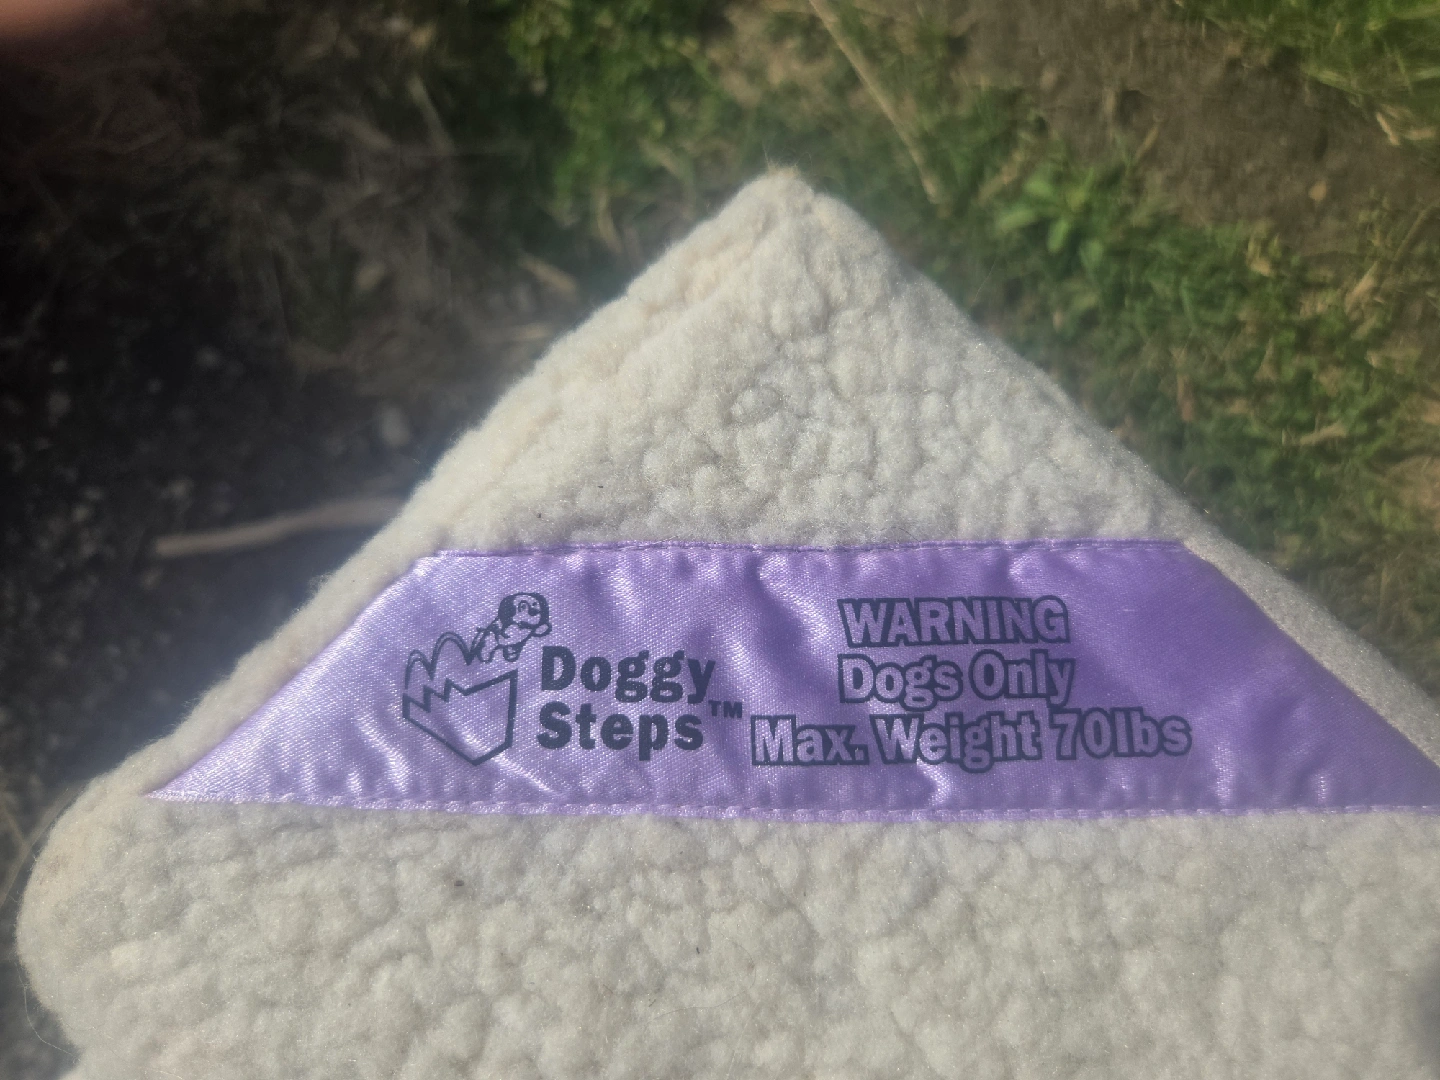 Doggy
Steps™
WARNING
Dogs Only
Max. Weight 70lbs